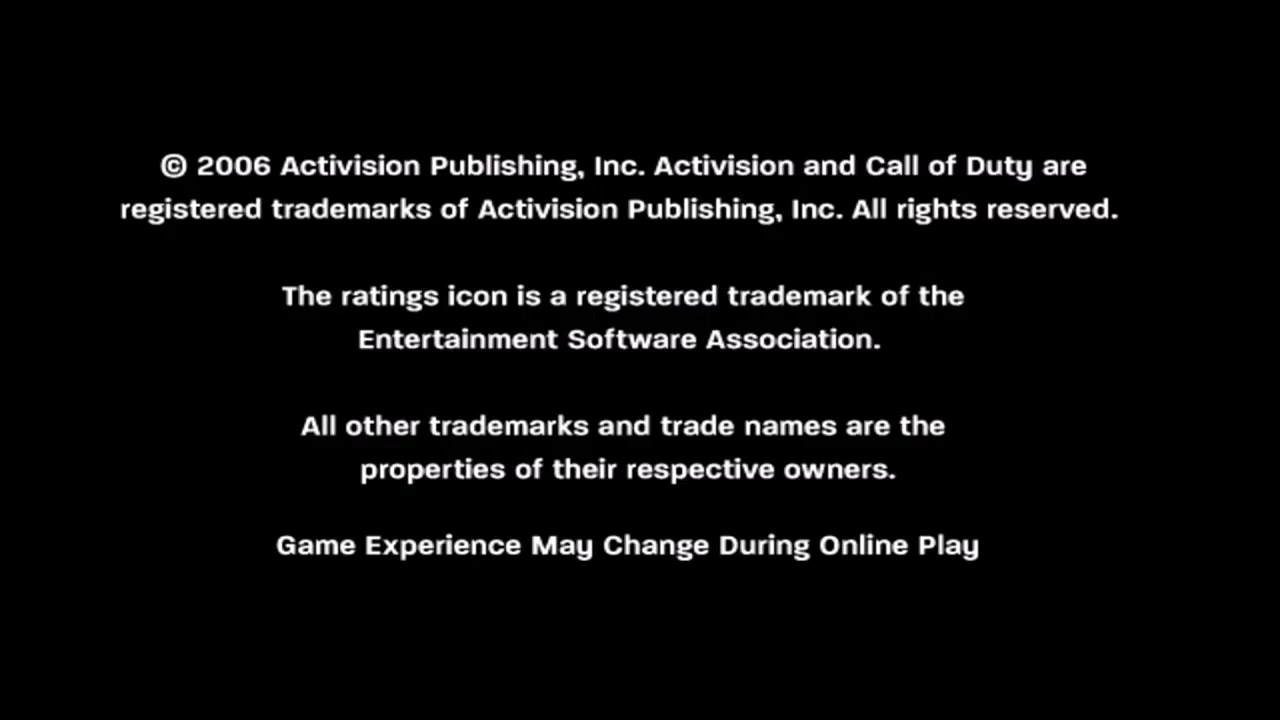 © 2006 Activision Publishing, Inc. Activision and Call of Duty are
registered trademarks of Activision Publishing, Inc. All rights reserved.
The ratings icon is a registered trademark of the
Entertainment Software Association.
All other trademarks and trade names are the
properties of their respective owners.
Game Experience May Change During Online Play